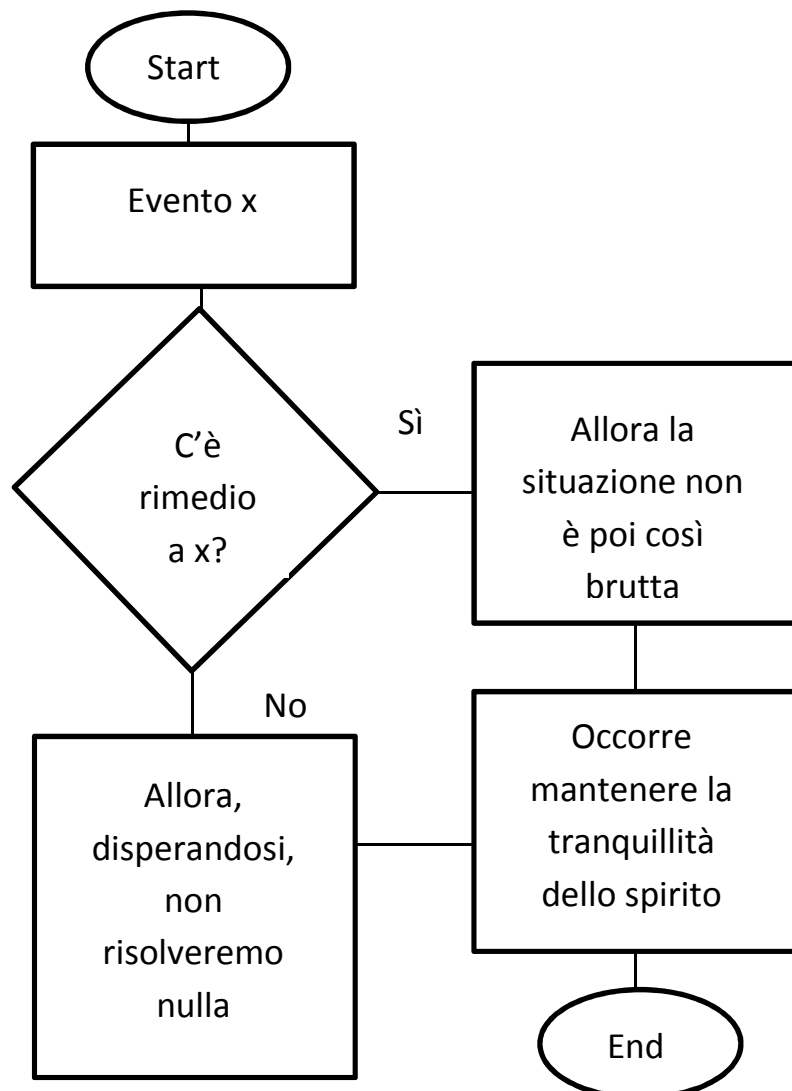 Start
Evento x
C’è
rimedio
a x?
Sì
Allora la
situazione non
è poi così
brutta
No
Allora,
disperandosi,
non
risolveremo
nulla
Occorre
mantenere la
tranquillità
dello spirito
End